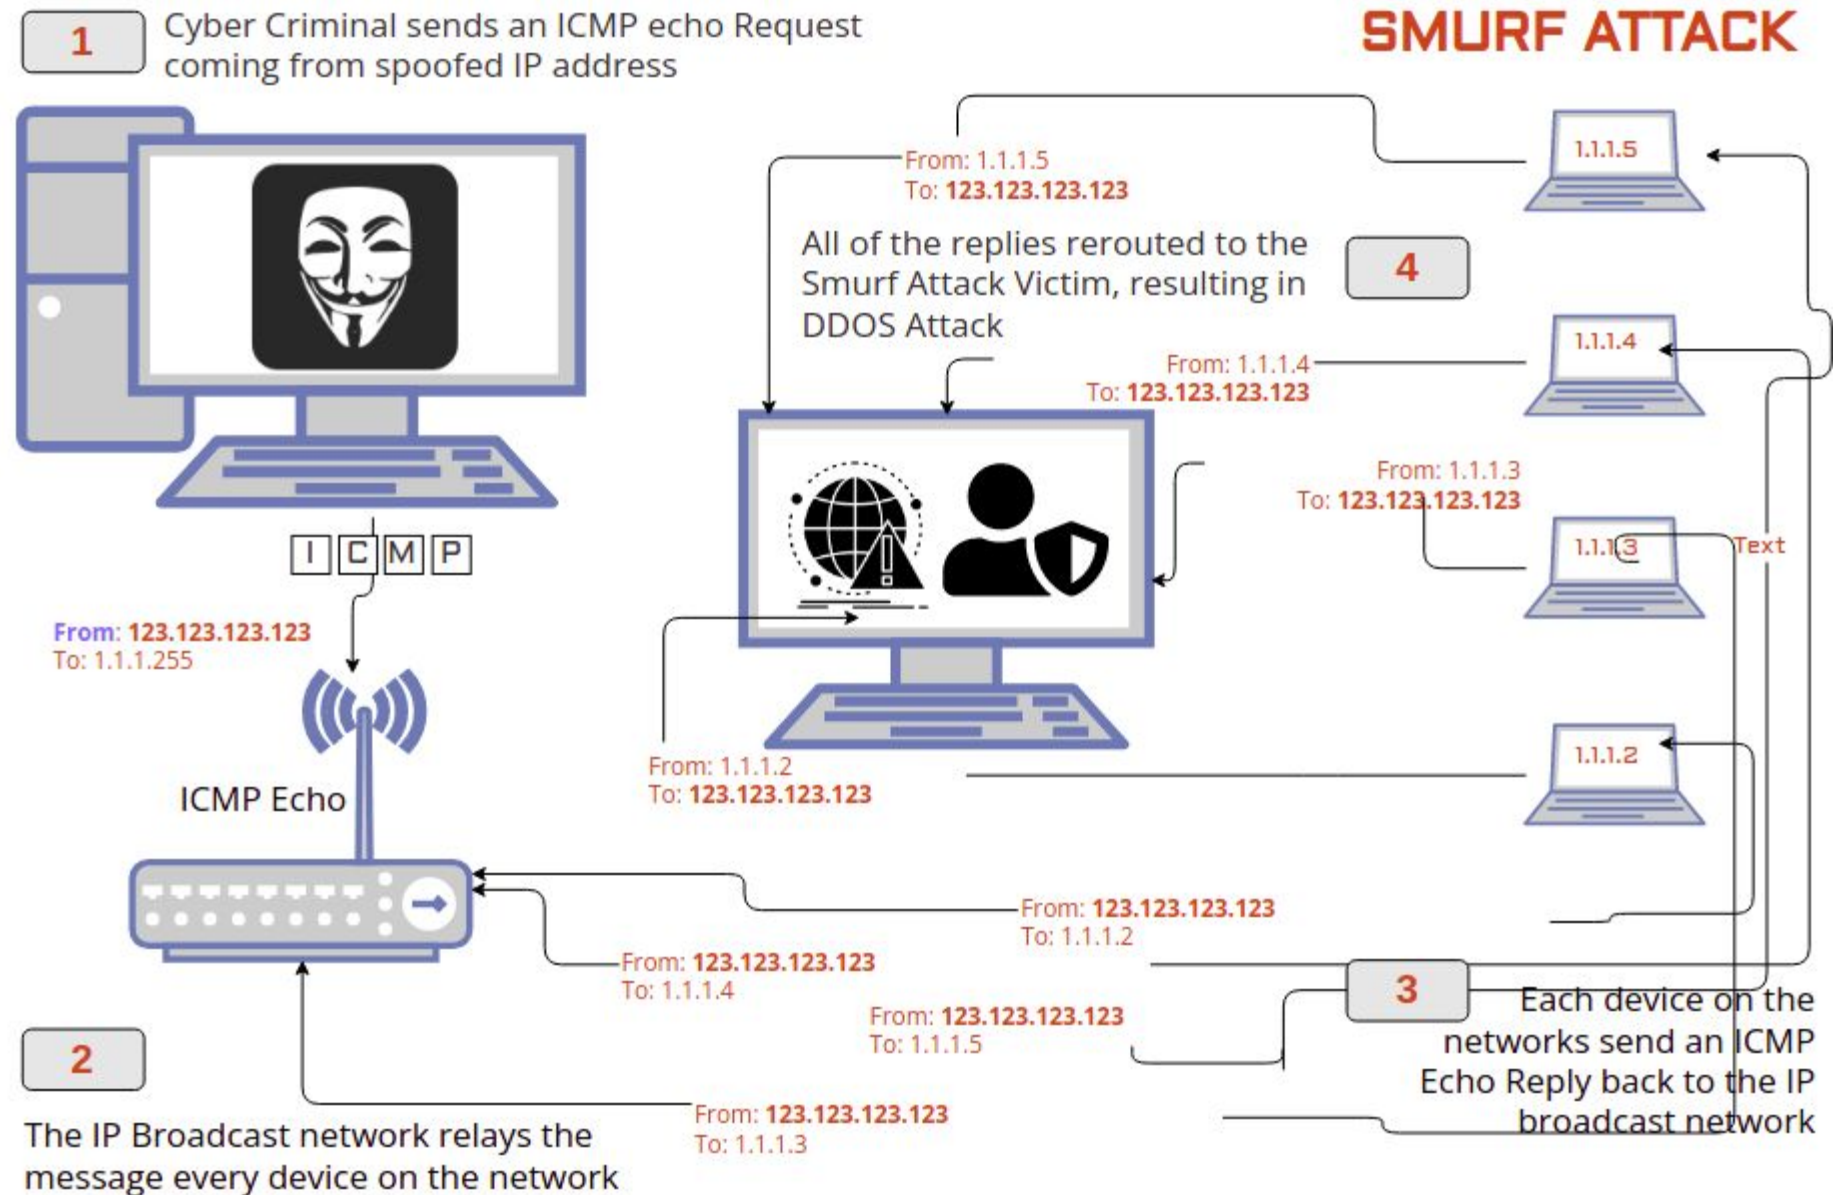 SMURF ATTACK
1
Cyber Criminal sends an ICMP echo Request
coming from spoofed IP address
From: 1.1.1.5
To: 123.123.123.123
1.1.1.5
All of the replies rerouted to the
Smurf Attack Victim, resulting in
DDOS Attack
4
From: 1.1.1.4
To: 123.123.123.123
1.1.1.4
From: 1.1.1.3
To: 123.123.123.123
1.1.1.3
Text
I C M P
From: 123.123.123.123
To: 1.1.1.255
ICMP Echo
From: 1.1.1.2
To: 123.123.123.123
1.1.1.2
From: 123.123.123.123
To: 1.1.1.2
From: 123.123.123.123
To: 1.1.1.4
From: 123.123.123.123
To: 1.1.1.5
From: 123.123.123.123
To: 1.1.1.3
2
The IP Broadcast network relays the
message every device on the network
3
Each device on the
networks send an ICMP
Echo Reply back to the IP
broadcast network